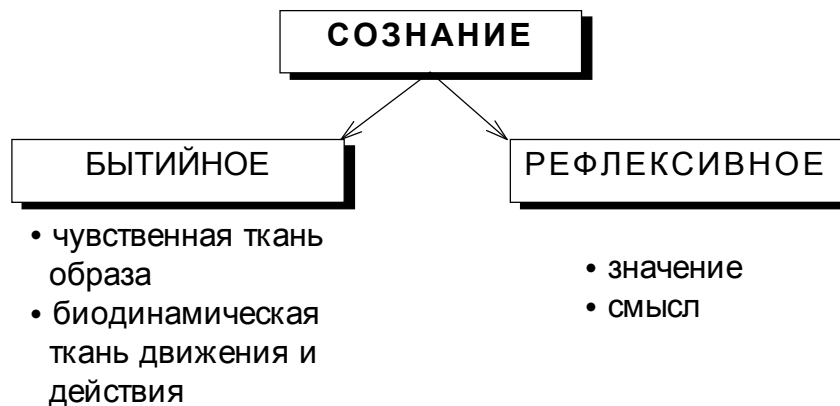 СОЗНАНИЕ
БЫТИЙНОЕ
• чувственная ткань
образа
• биодинамическая
ткань движения и
действия
РЕФЛЕКСИВНОЕ
• значение
• смысл